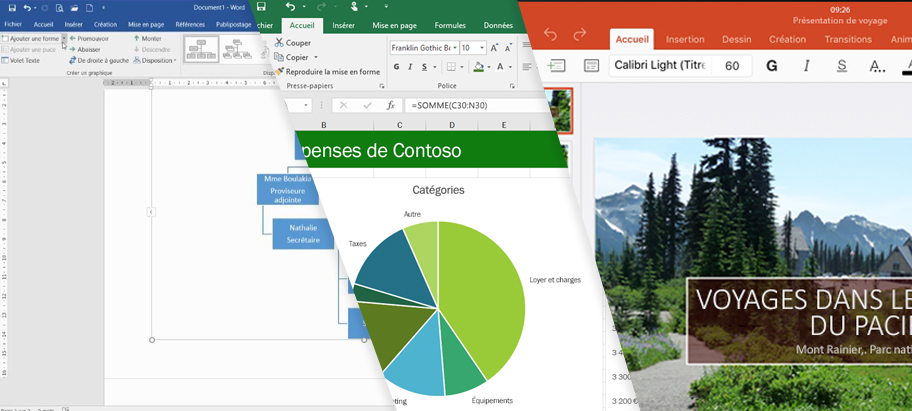 Document1 - Word
Fichier Accueil Insérer Création Mise en page Références Publipostage
Ajouter une forme Promouvoir Monter
Ajouter une puce Abaisser Descendre
Volet Texte De droite à gauche Disposition
Créer un graphique
Mme Boulakia
Proviseure
adjointe
Nathalie
Secrétaire
Accueil Insérer Mise en page Formules Données
Couper
Copier
Reproduire la mise en forme
Presse-papiers
Franklin Gothic Bo 10
G I S
Police
fx =SOMME(C30:N30)
B C D E
penses de Contoso
Catégories
Autre
Taxes
Loyer et charges
Équipements
eting
09:26
Présentation de voyage
Accueil Insertion Dessin Création Transitions Anim
Calibri Light (Titre 60 G I S A...
VOYAGES DANS LE
DU PACI
Mont Rainier,. Parc nati
3 300
3 200 €